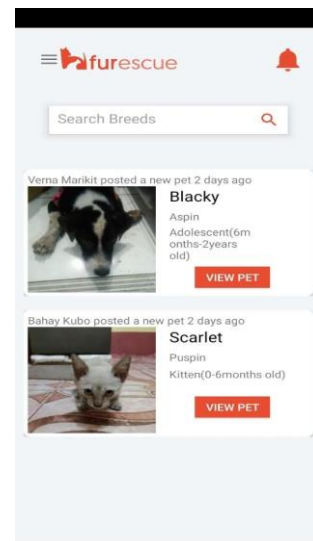 furescue
Search Breeds
Verna Marikit posted a new pet 2 days ago
Blacky
Aspin
Adolescent(6m
onths-2years
old)
VIEW PET
Bahay Kubo posted a new pet 2 days ago
Scarlet
Puspin
Kitten(0-6months old)
VIEW PET